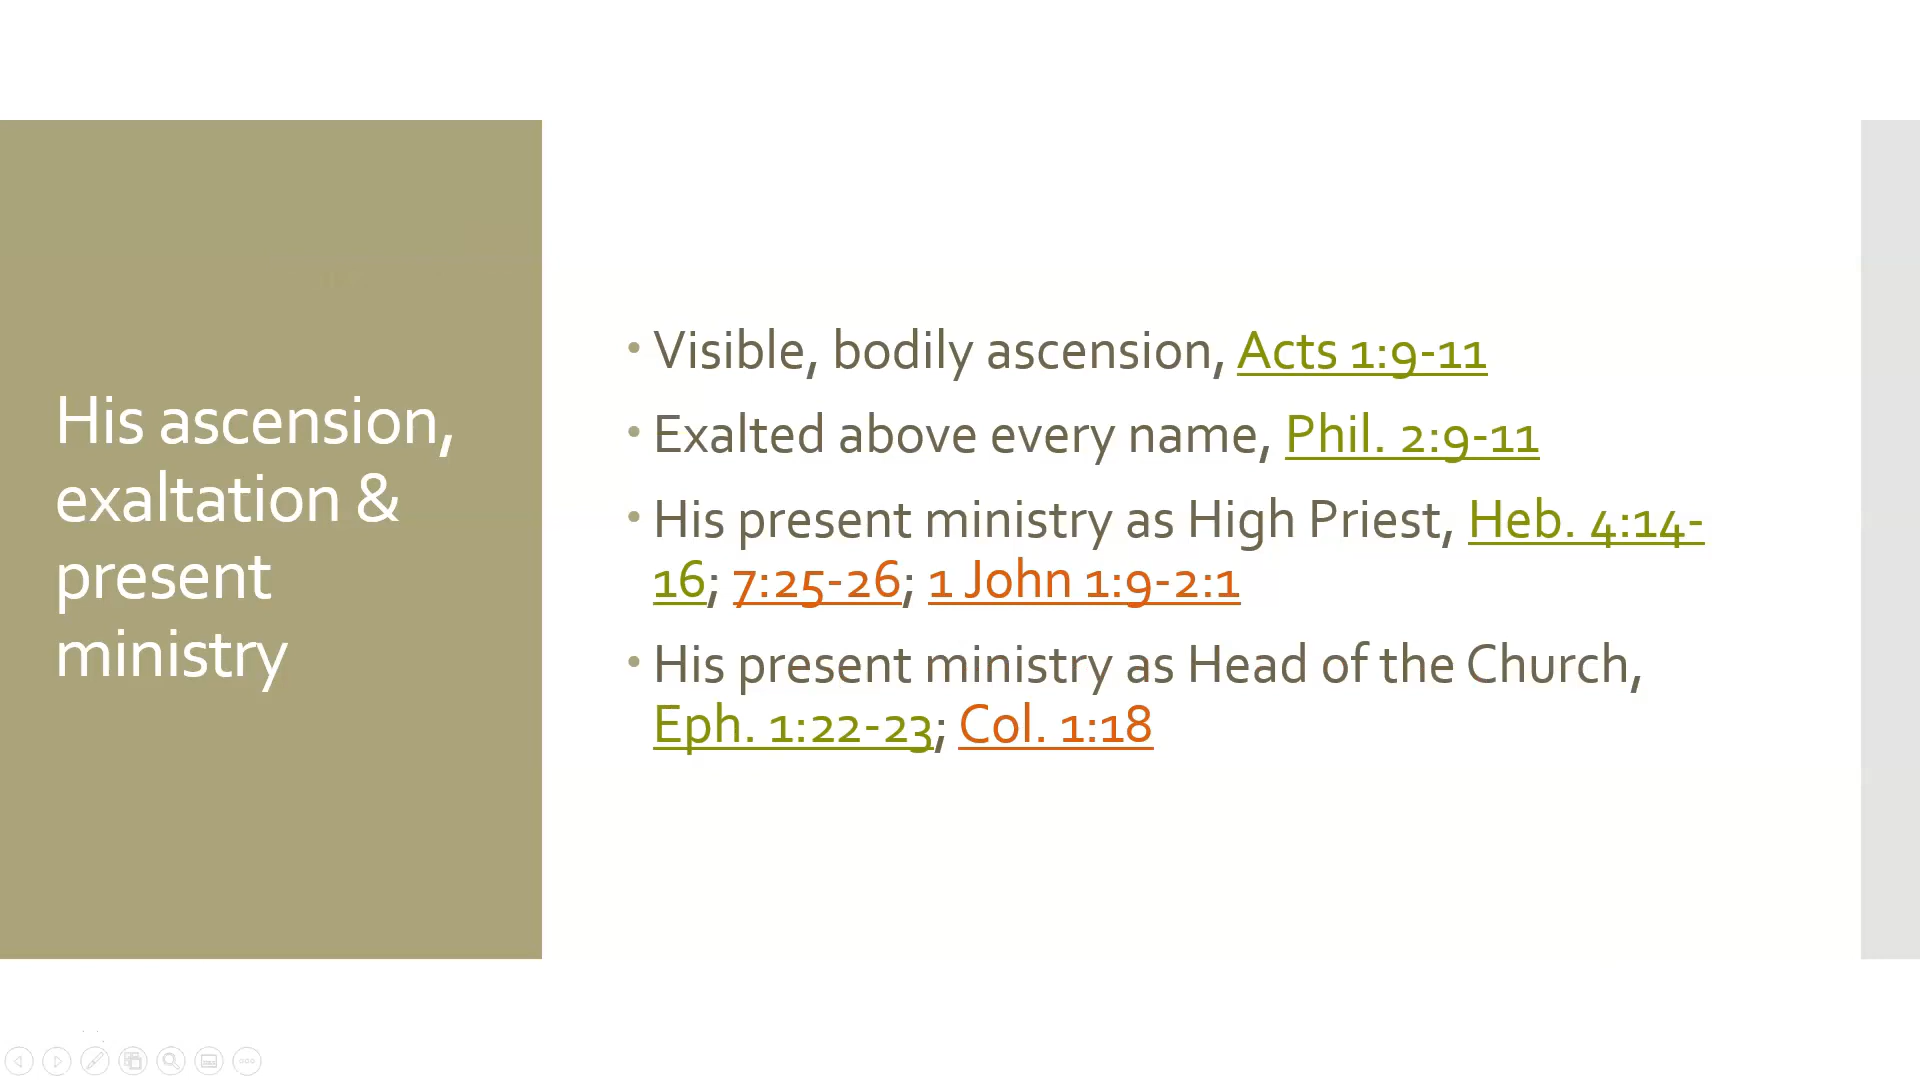 His ascension,
exaltation &
present
ministry
• Visible, bodily ascension, Acts 1:9-11
• Exalted above every name, Phil. 2:9-11
• His present ministry as High Priest, Heb. 4:14-
16; 7:25-26; 1 John 1:9-2:1
• His present ministry as Head of the Church,
Eph. 1:22-23; Col. 1:18